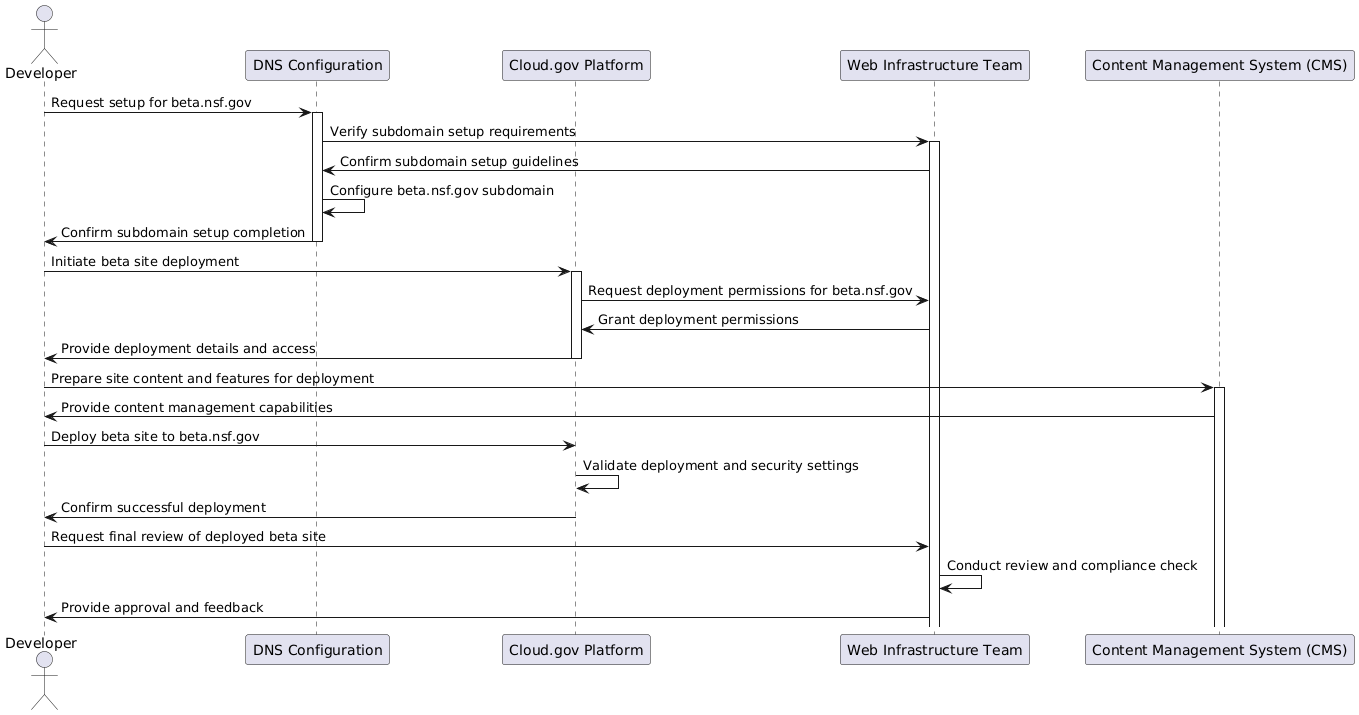 Developer
DNS Configuration
Cloud.gov Platform
Web Infrastructure Team
Content Management System (CMS)
Request setup for beta.nsf.gov
Verify subdomain setup requirements
Confirm subdomain setup guidelines
Configure beta.nsf.gov subdomain
Confirm subdomain setup completion
Initiate beta site deployment
Request deployment permissions for beta.nsf.gov
Grant deployment permissions
Provide deployment details and access
Prepare site content and features for deployment
Provide content management capabilities
Deploy beta site to beta.nsf.gov
Validate deployment and security settings
Confirm successful deployment
Request final review of deployed beta site
Conduct review and compliance check
Provide approval and feedback
Developer
DNS Configuration
Cloud.gov Platform
Web Infrastructure Team
Content Management System (CMS)